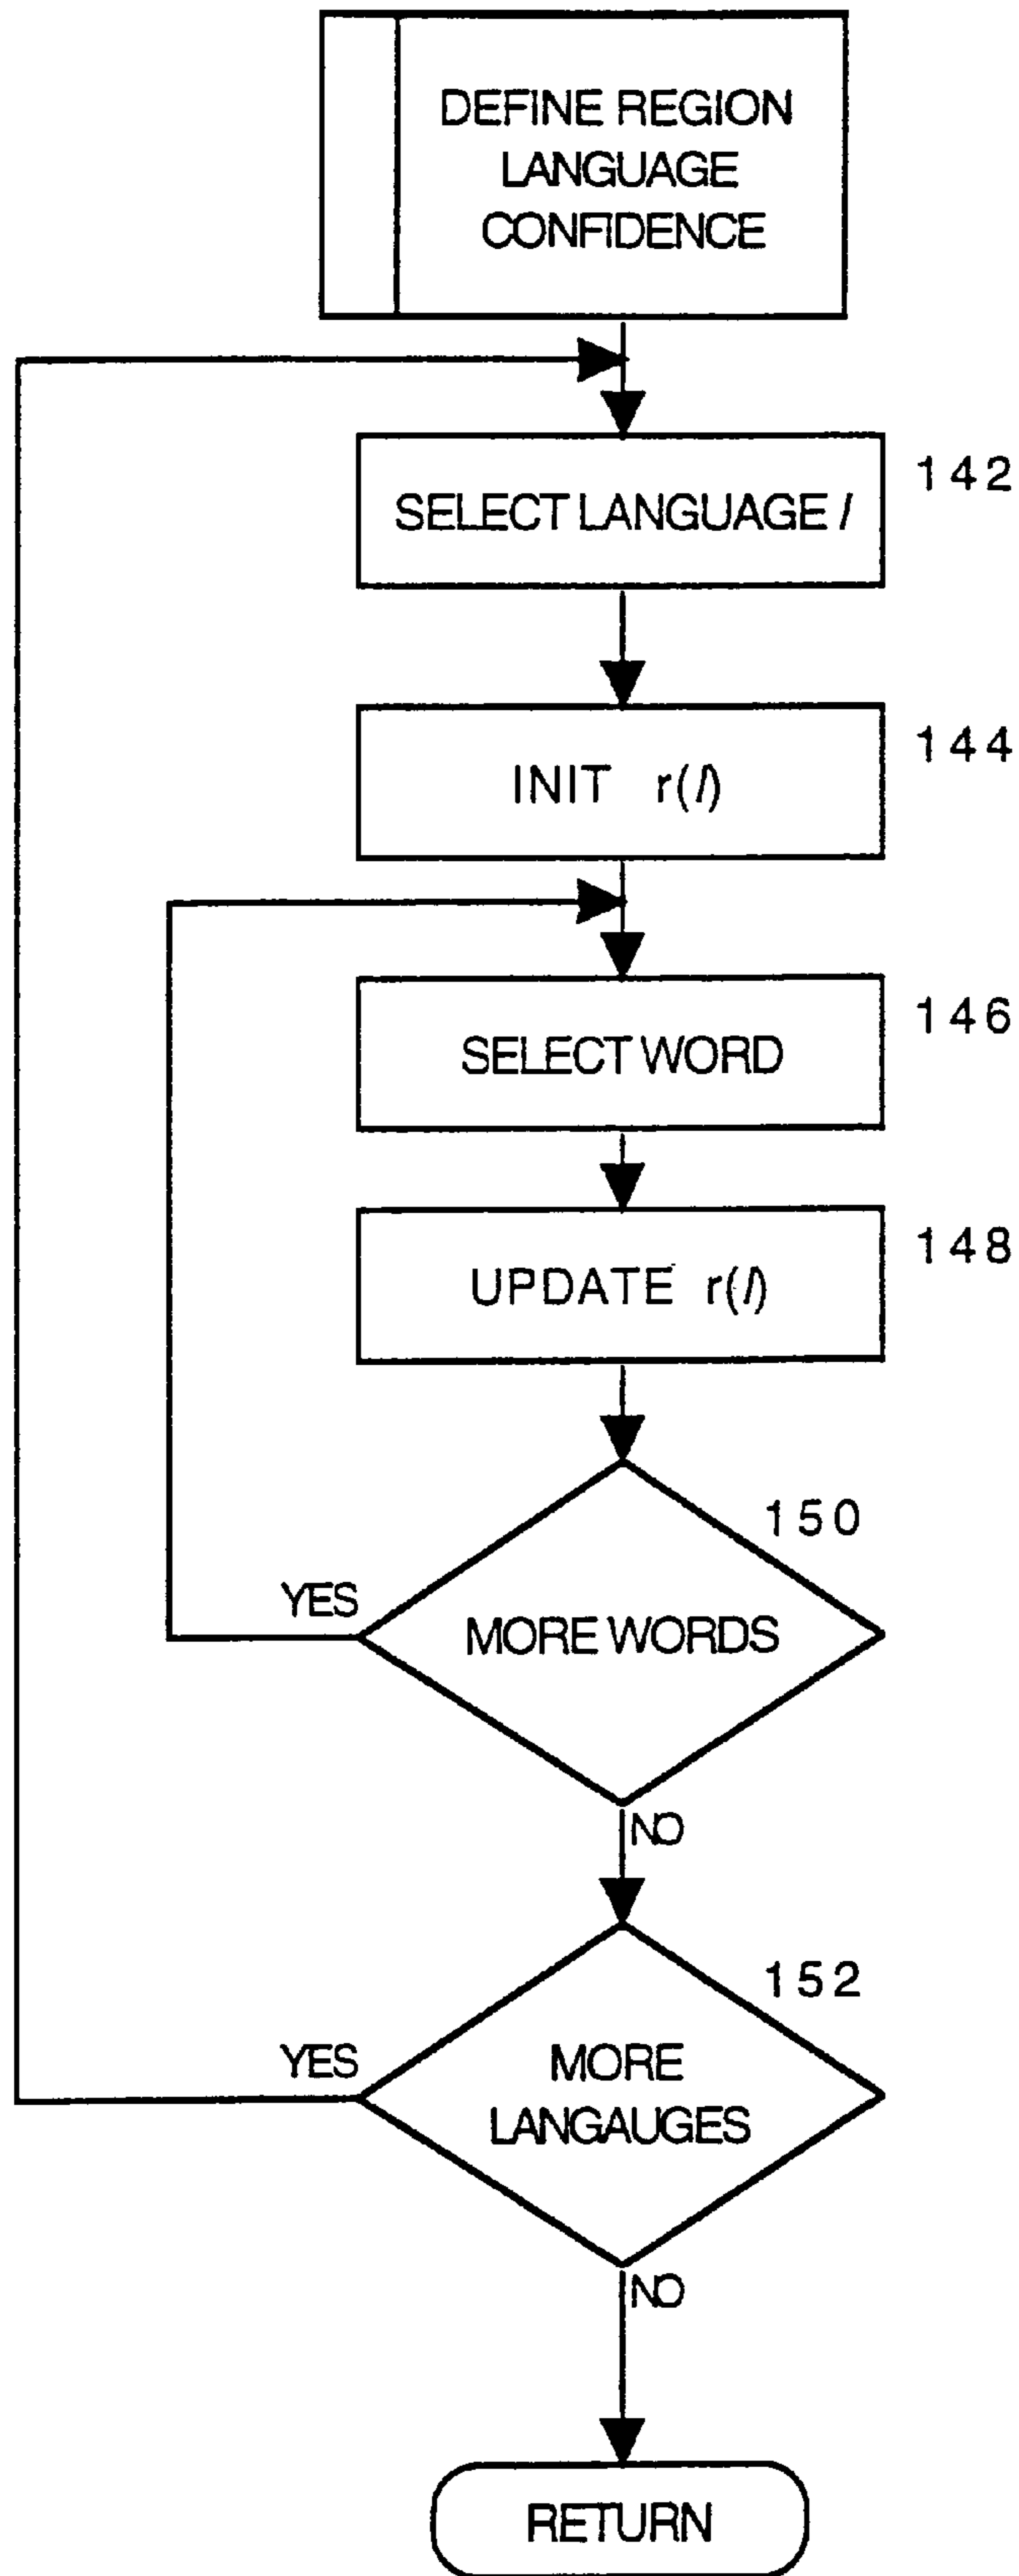 DEFINE REGION
LANGUAGE
CONFIDENCE
SELECT LANGUAGE l
142
INIT r(l)
144
SELECT WORD
146
UPDATE r(l)
148
150
YES
MORE WORDS
NO
152
YES
MORE
LANGAUGES
NO
RETURN